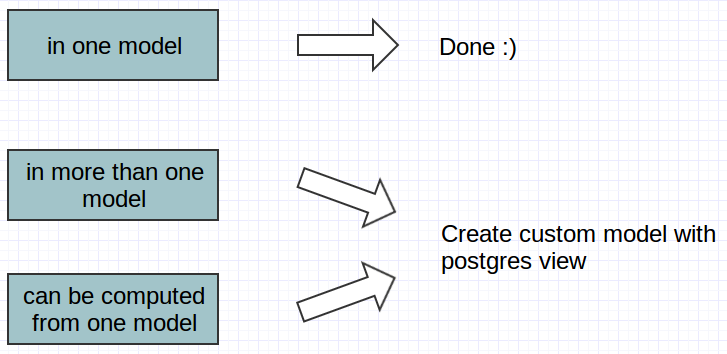 in one model
Done :)
in more than one
model
Create custom model with
postgres view
can be computed
from one model